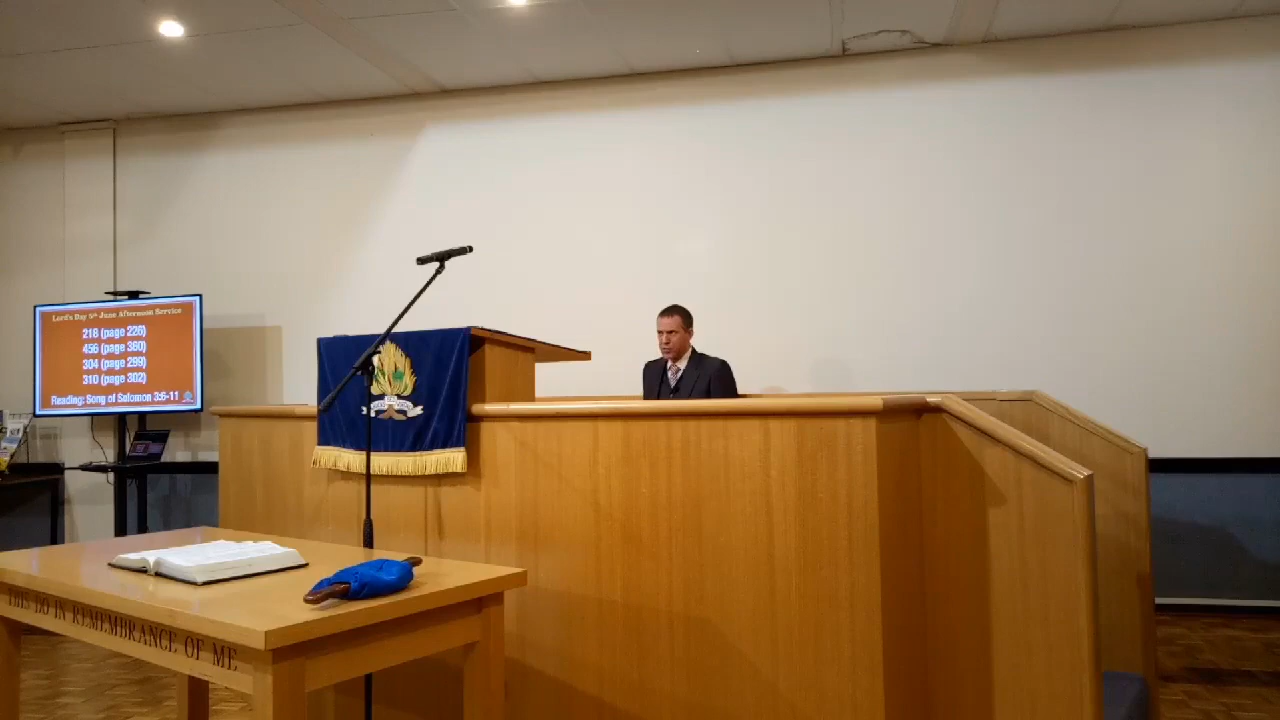 Lord's Day 5th June Afternoon Service
218 (page 226)
456 (page 360)
304 (page 299)
310 (page 302)
Reading: Song of Solomon 3:6-11
THIS DO IN REMEMBRANCE OF ME